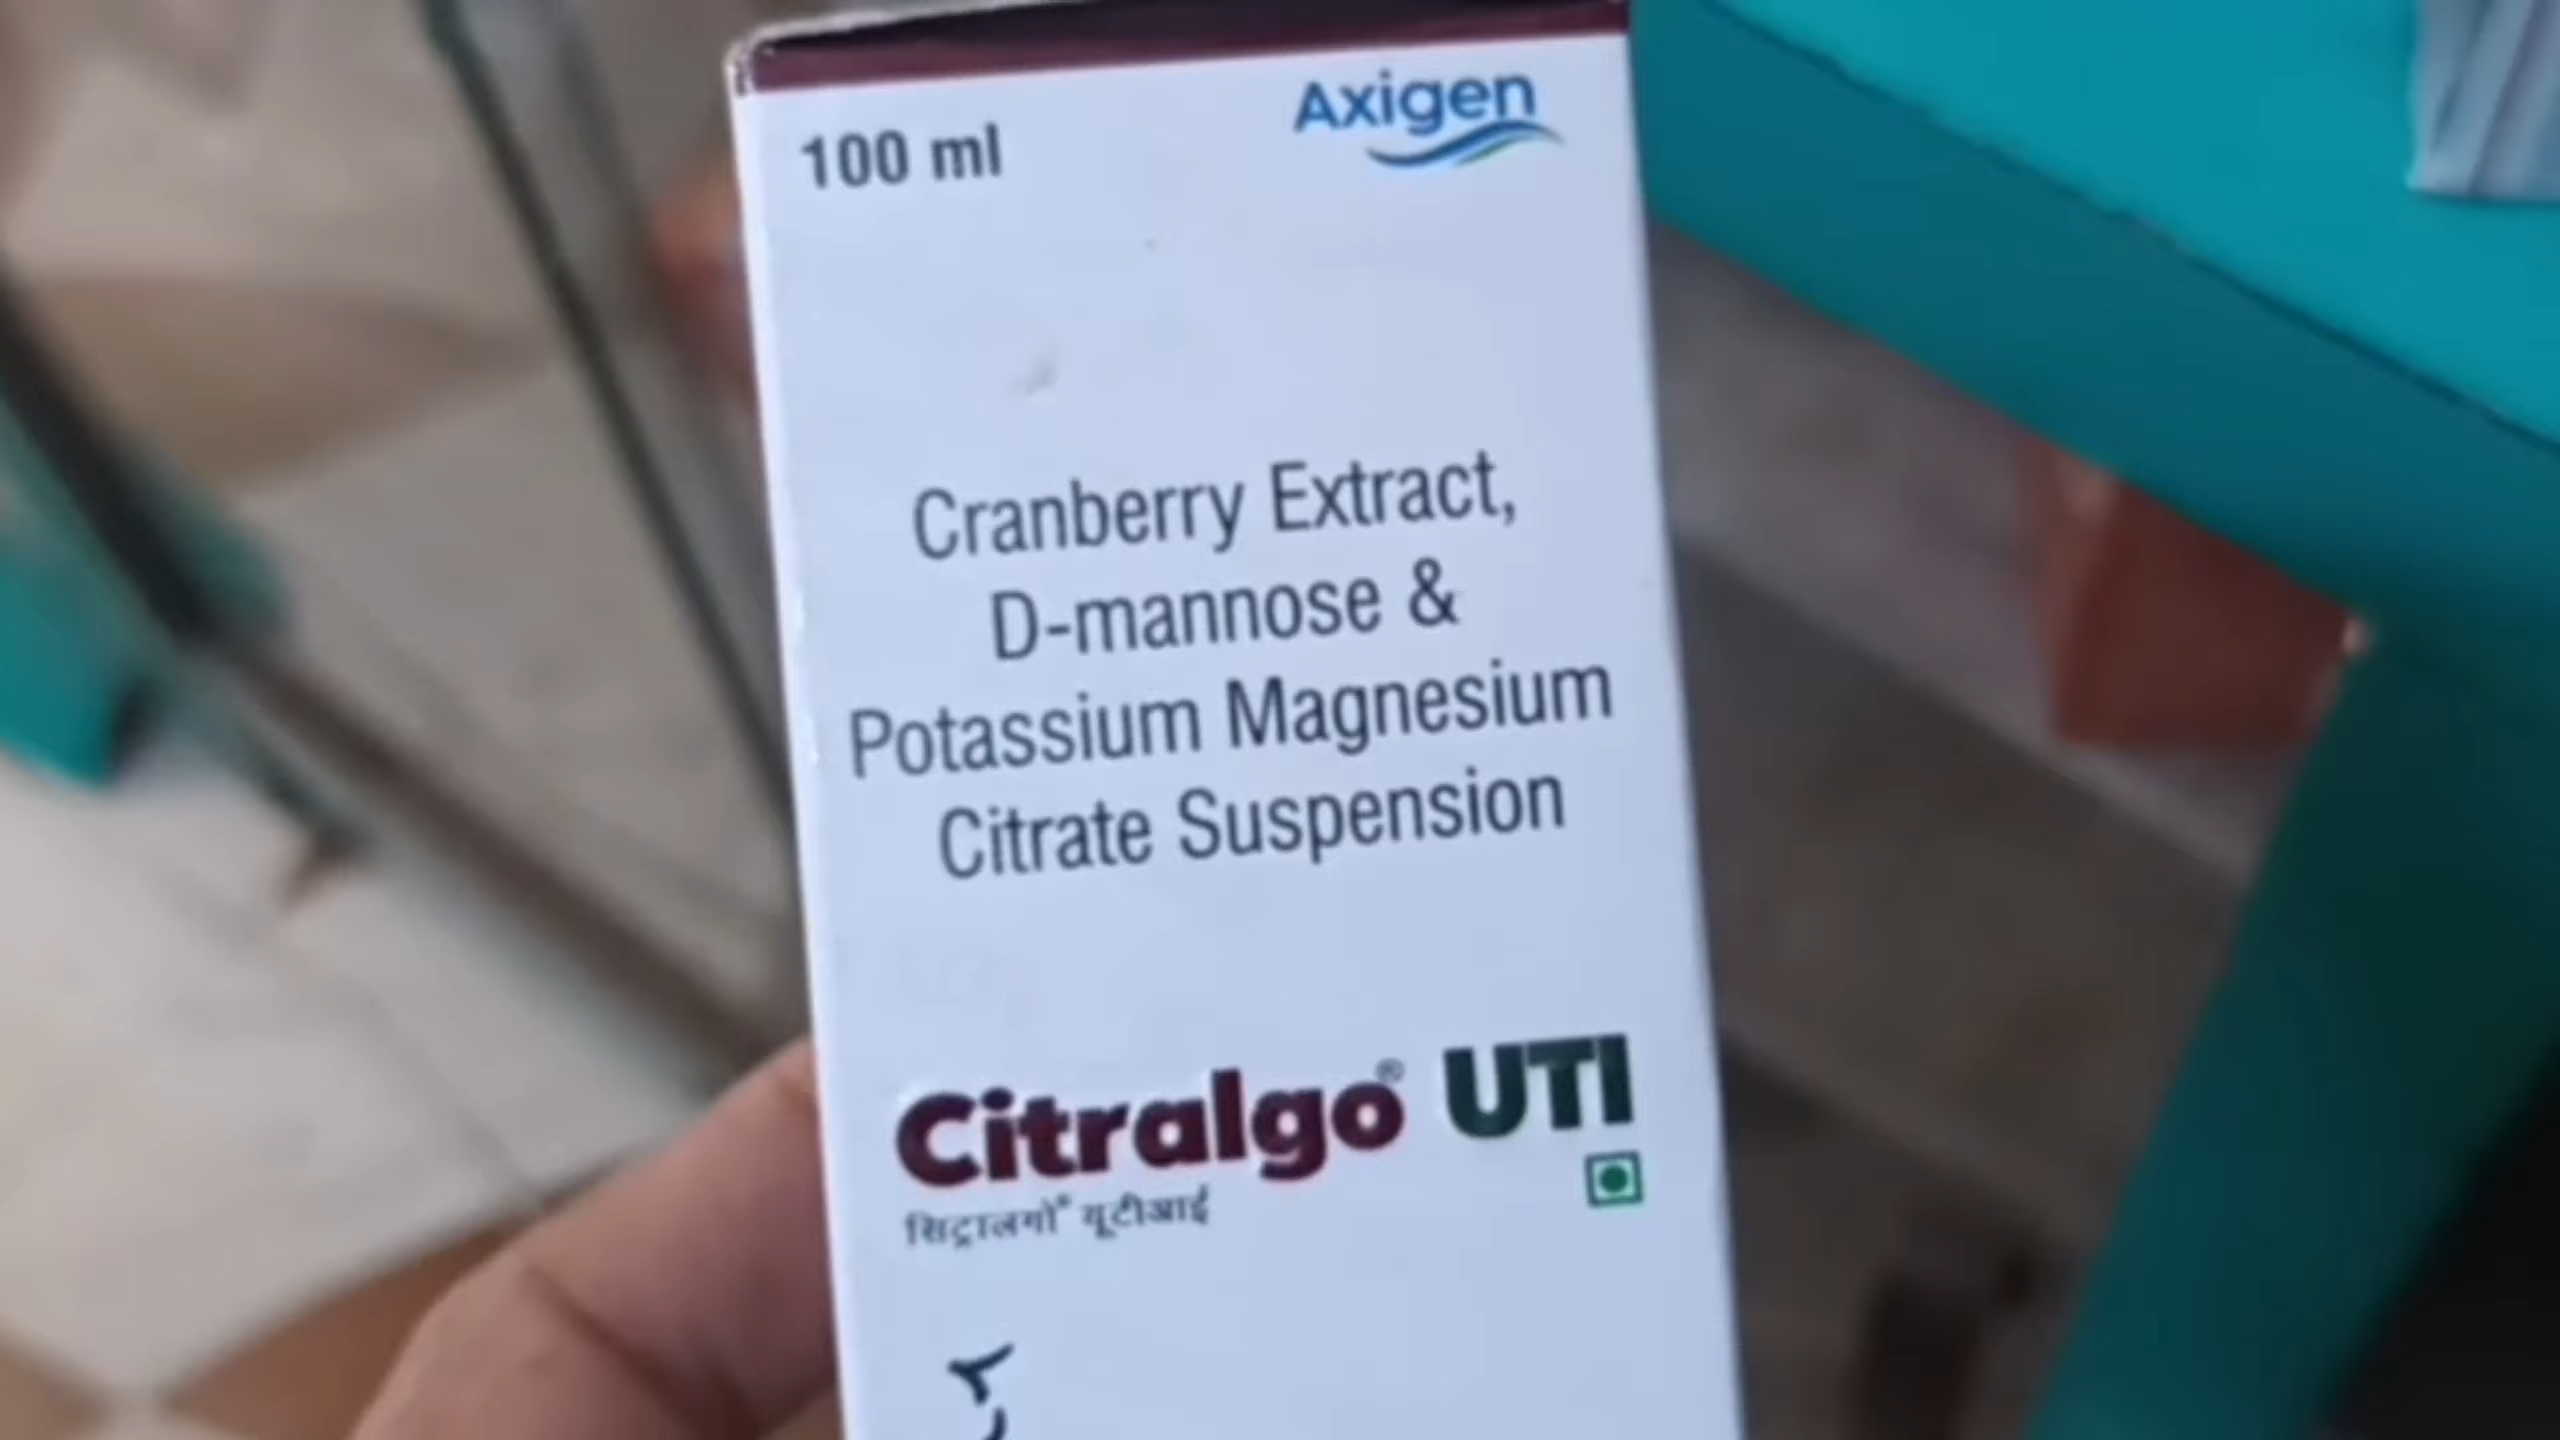 100 ml
Axigen
Cranberry Extract,
D-mannose &
Potassium Magnesium
Citrate Suspension
Citralgo® UTI
सिट्रालगो® यूटीआई